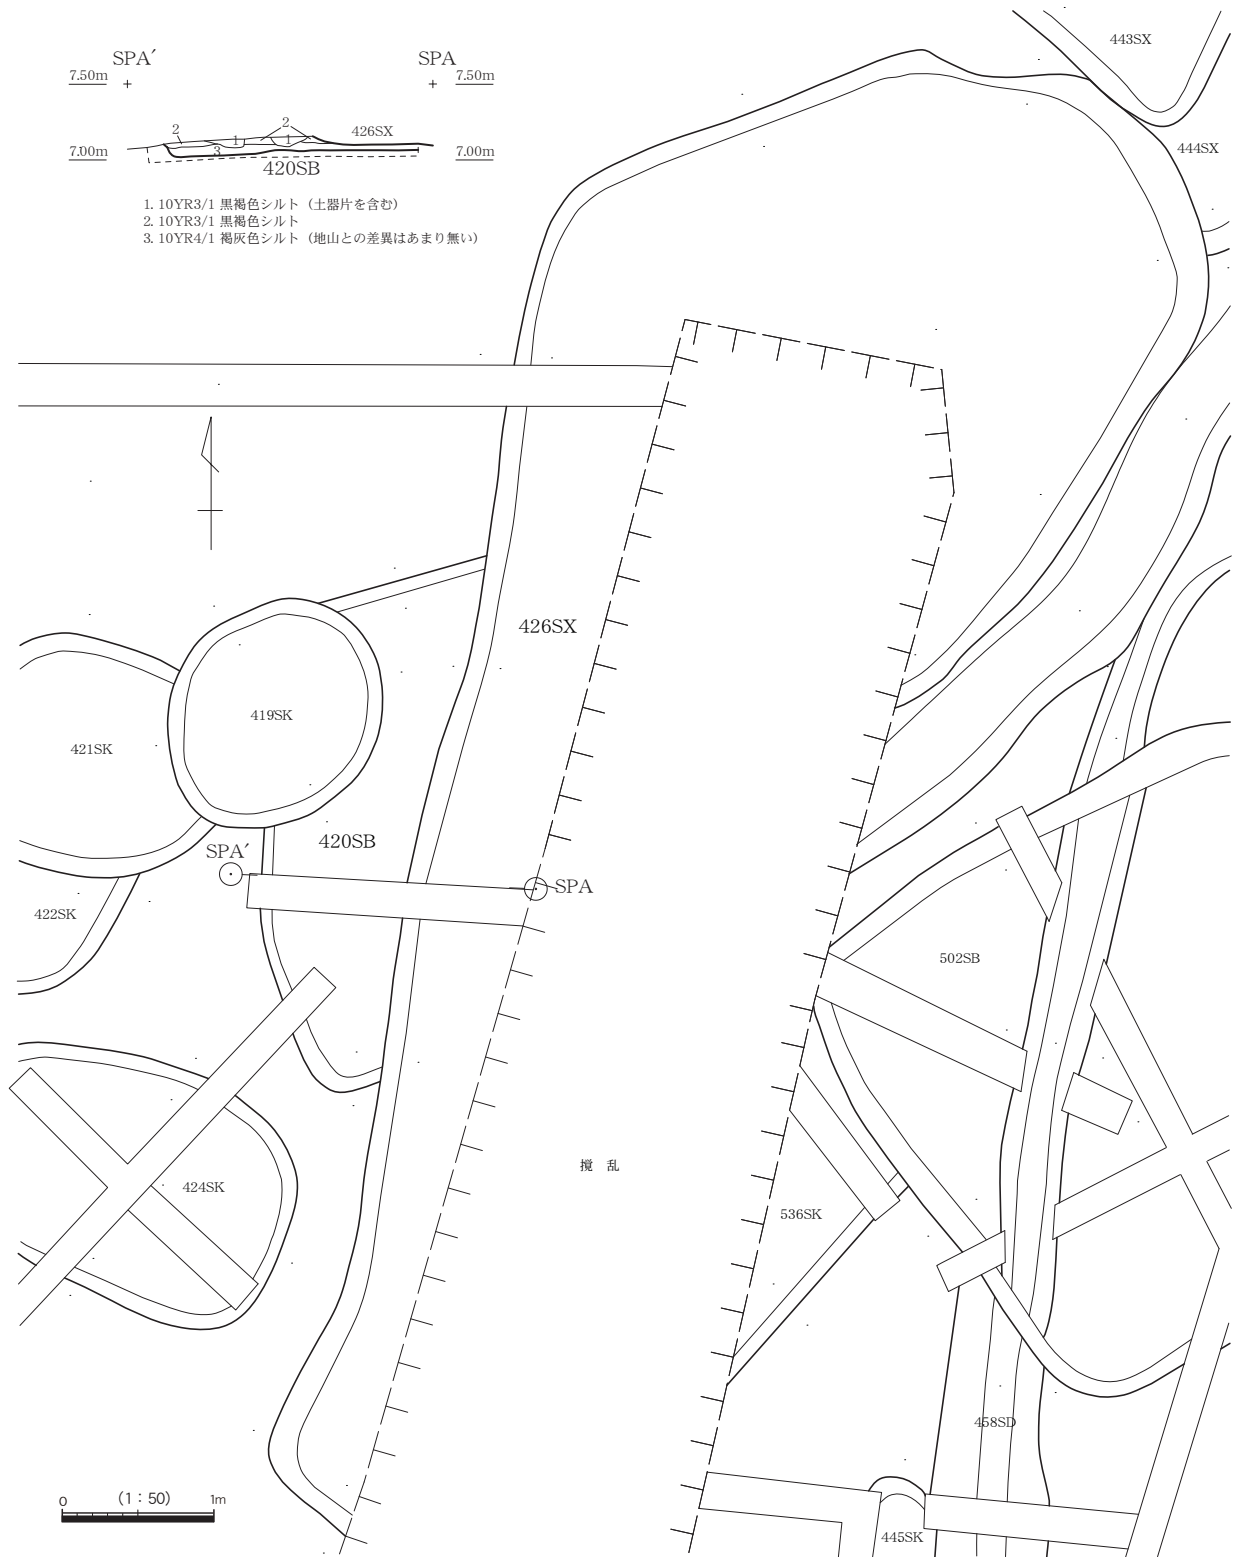 SPA′ SPA
7.50m 7.50m
2 2
1 1
426SX
3
7.00m 7.00m
420SB
1. 10YR3/1 黒褐色シルト（土器片を含む）
2. 10YR3/1 黒褐色シルト
3. 10YR4/1 褐灰色シルト（地山との差異はあまり無い）
443SX
444SX
426SX
419SK
421SK
420SB
SPA′
SPA
422SK
502SB
搅 乱
424SK
536SK
458SD
0 （1：50） 1m
445SK